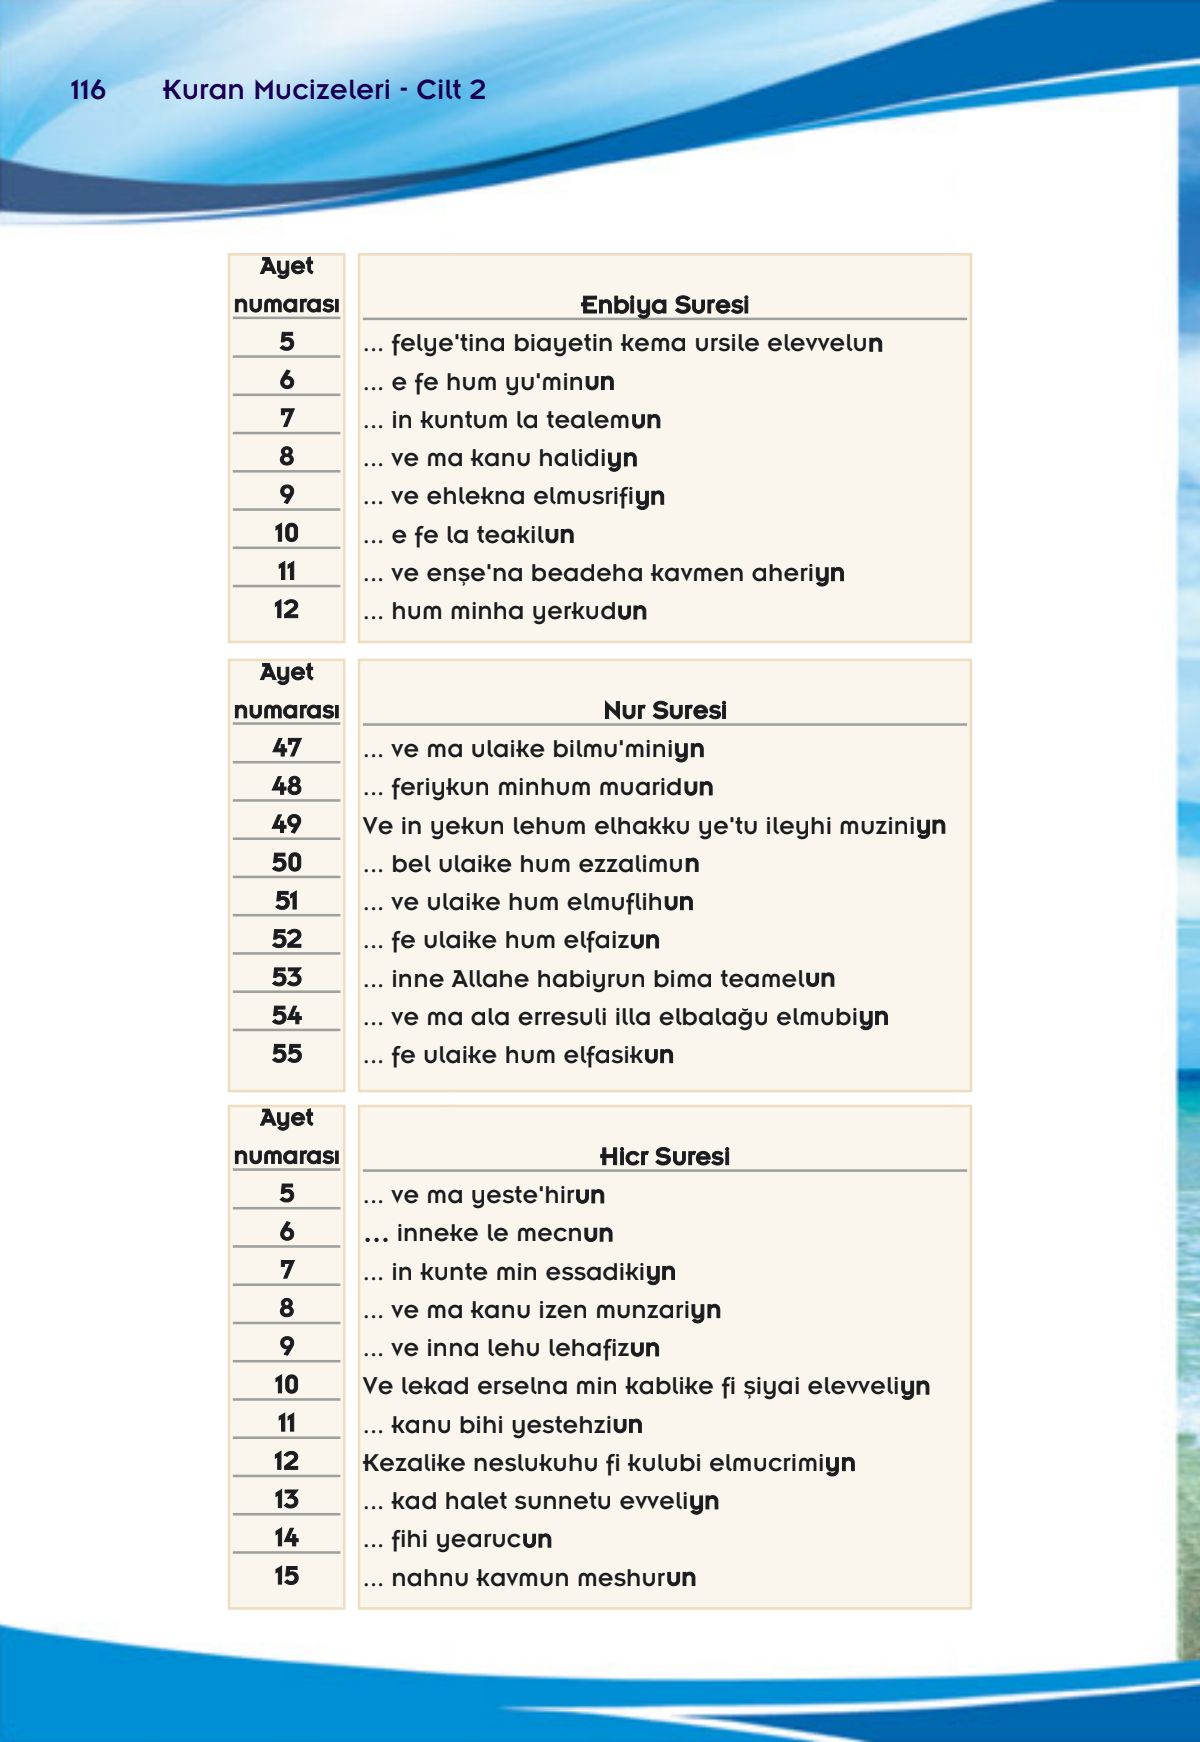 116 Kuran Mucizeleri - Cilt 2
Ayet
numarası Enbiya Suresi
5 ... felye'tina biayetin kema ursile elevvelun
6 ... e fe hum yu'minun
7 ... in kuntum la tealemun
8 ... ve ma kanu halidiyn
9 ... ve ehlekna elmusrifiyn
10 ... e fe la teakilun
11 ... ve enşe'na beadeha kavmen aheriyn
12 ... hum minha yerkudun
Ayet
numarası Nur Suresi
47 ... ve ma ulaike bilmu'miniyn
48 ... feriykun minhum muaridun
49 Ve in yekun lehum elhakku ye'tu ileyhi muziniyn
50 ... bel ulaike hum ezzalimun
51 ... ve ulaike hum elmuflihun
52 ... fe ulaike hum elfaizun
53 ... inne Allahe habiyrun bima teamelun
54 ... ve ma ala erresuli illa elbalağu elmubiyn
55 ... fe ulaike hum elfasikun
Ayet
numarası Hicr Suresi
5 ... ve ma yeste'hirun
6 ... inneke le mecnun
7 ... in kunte min essadikiyn
8 ... ve ma kanu izen munzariyn
9 ... ve inna lehu lehafizun
10 Ve lekad erselna min kablike fi şiyai elevveliyn
11 ... kanu bihi yestehziun
12 Kezalike neslukuhu fi kulubi elmucrimiyn
13 ... kad halet sunnetu evveliyn
14 ... fihi yearucun
15 ... nahnu kavmun meshurun